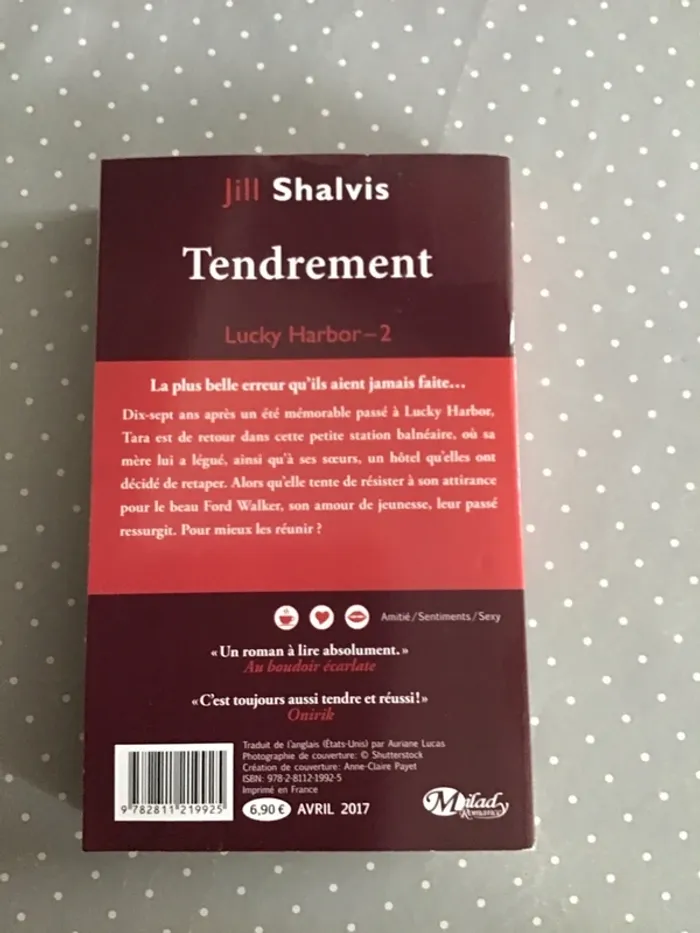 Jill Shalvis
Tendrement
Lucky Harbor – 2
La plus belle erreur qu'ils aient jamais faite...
Dix-sept ans après un été mémorable passé à Lucky Harbor,
Tara est de retour dans cette petite station balnéaire, où sa
mère lui a légué, ainsi qu'à ses sœurs, un hôtel qu'elles ont
décidé de retaper. Alors qu'elle tente de résister à son attirance
pour le beau Ford Walker, son amour de jeunesse, leur passé
ressurgit. Pour mieux les réunir ?
Amitié / Sentiments / Sexy
« Un roman à lire absolument. »
Au boudoir écarlate
« C'est toujours aussi tendre et réussi ! »
Onirik
Traduit de l'anglais (États-Unis) par Auriane Lucas
Photographie de couverture: © Shutterstock
Création de couverture: Anne-Claire Payet
ISBN: 978-2-8112-1992-5
Imprimé en France
9 782811 219925
6,90 € AVRIL 2017
Milady
Romance